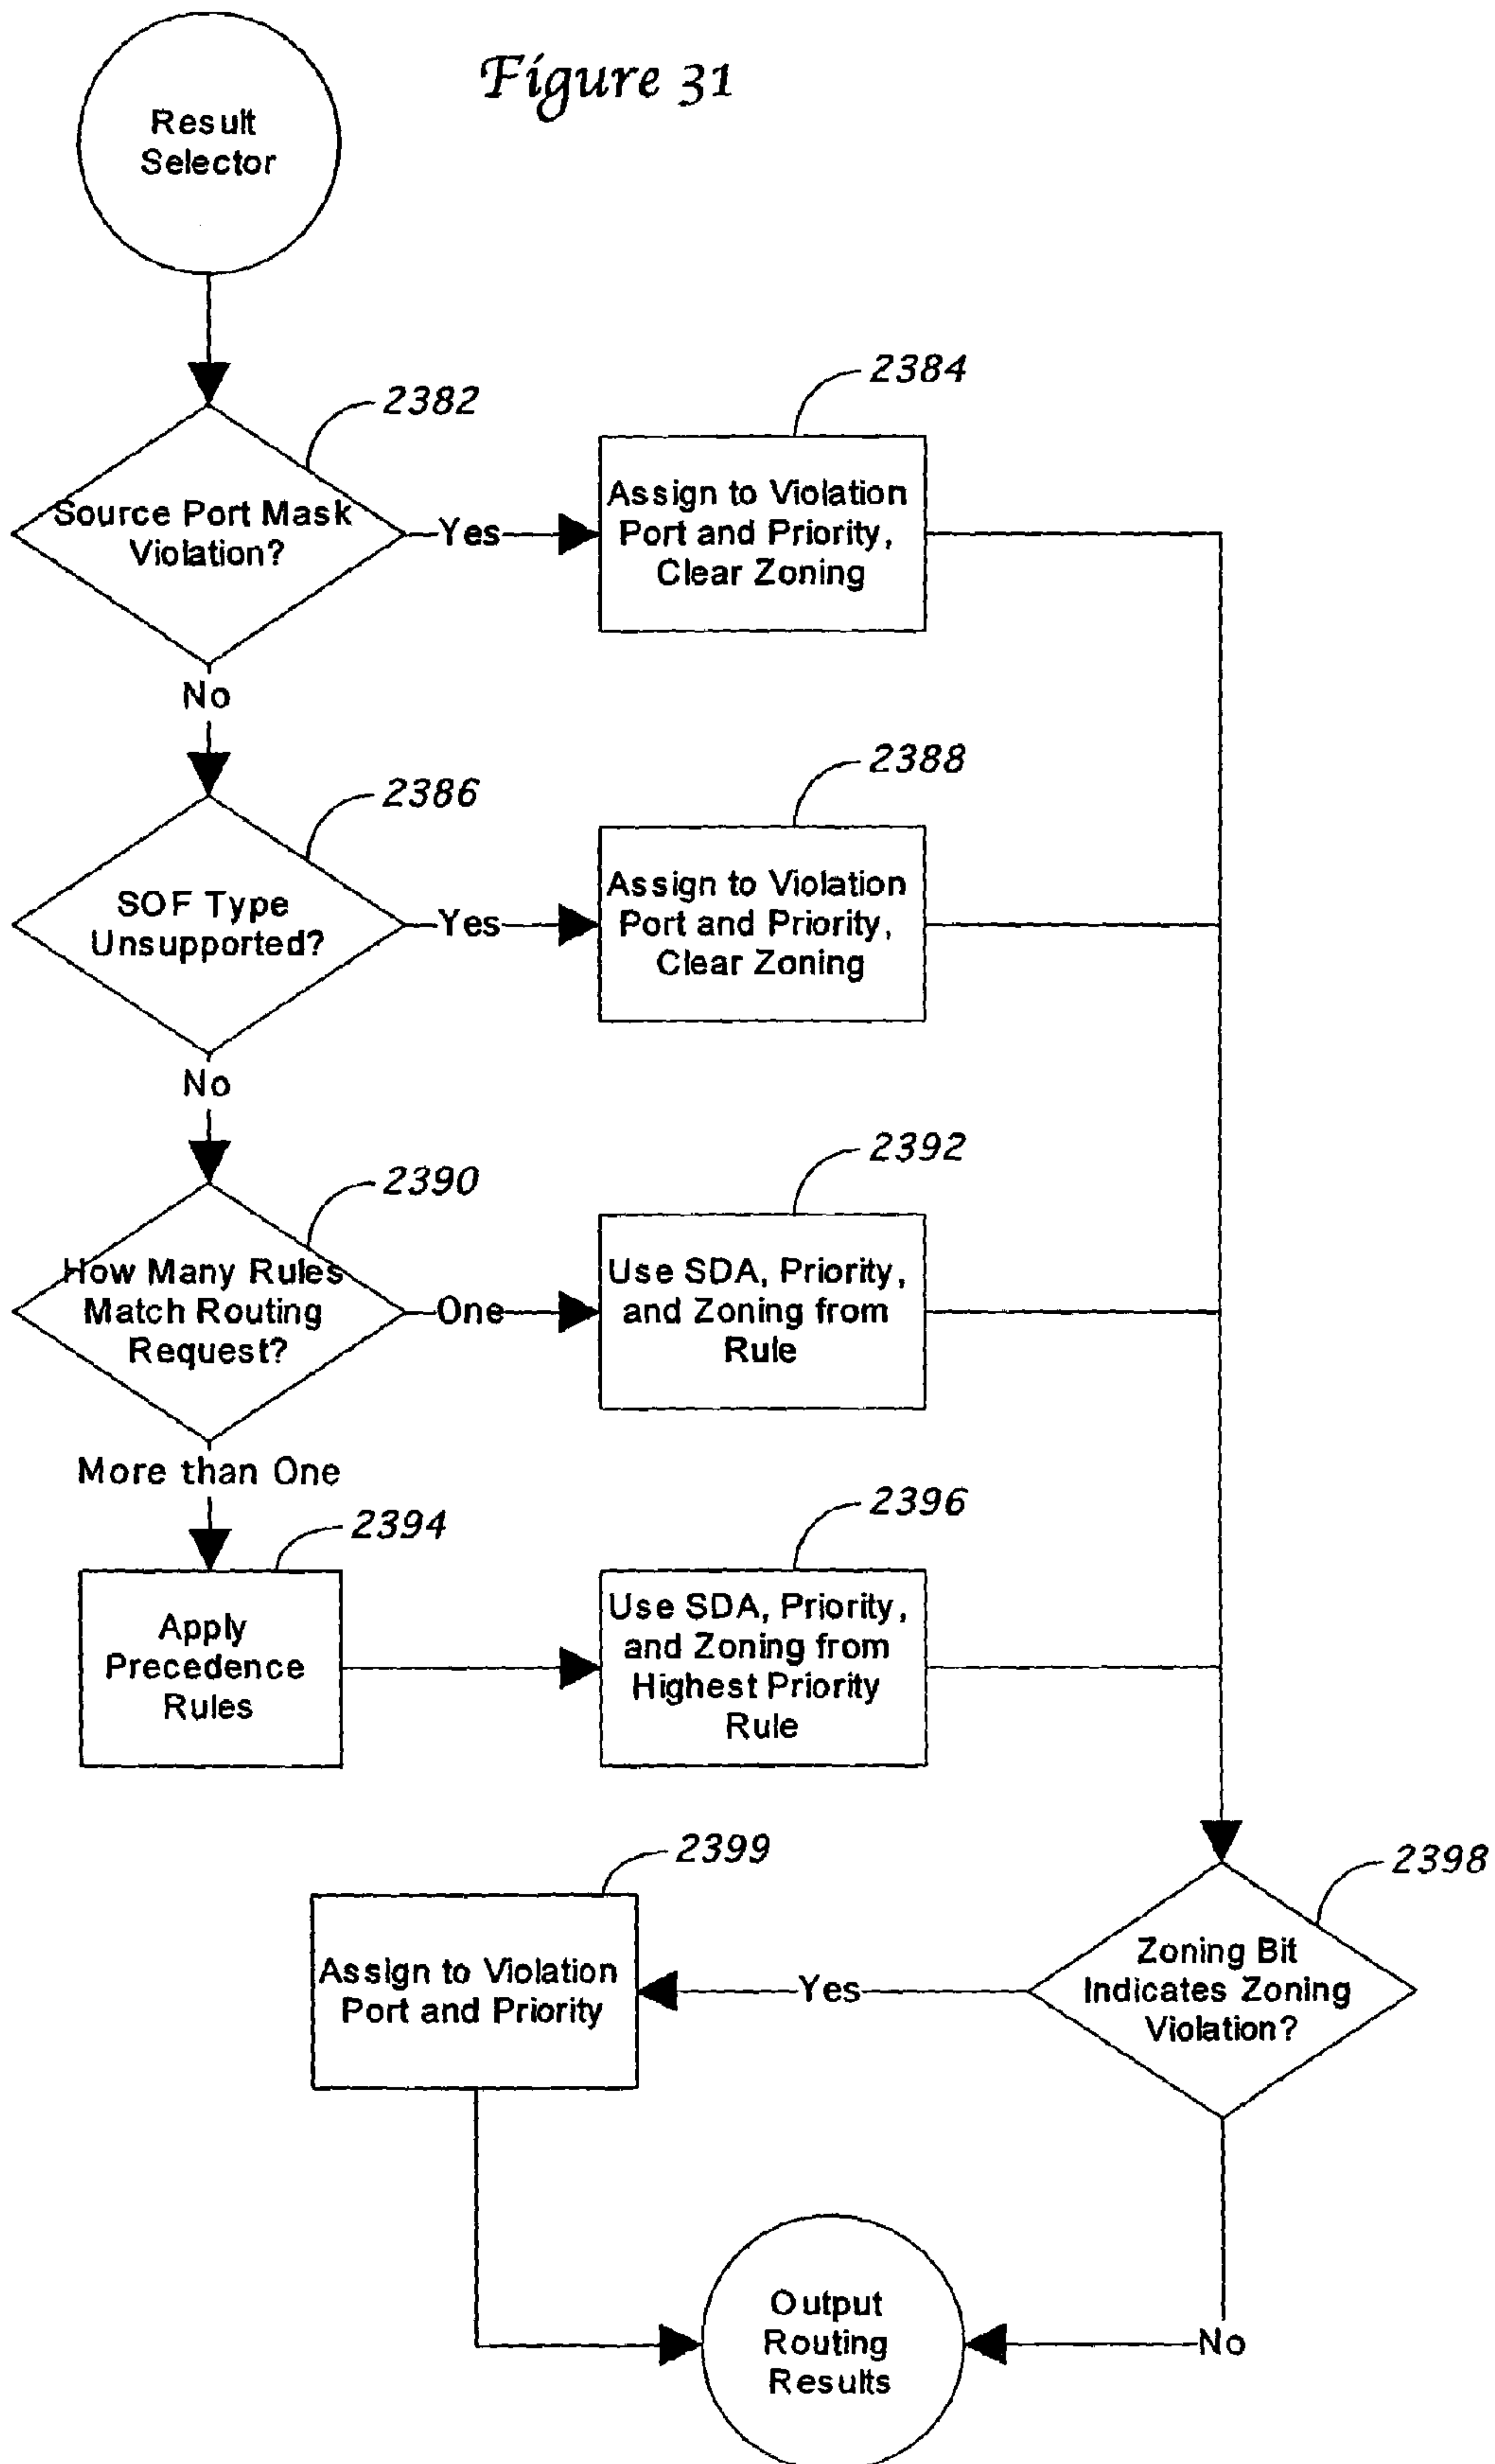 Figure 31
Result
Selector
2382
Source Port Mask
Violation?
Yes
2384
Assign to Violation
Port and Priority,
Clear Zoning
No
2386
SOF Type
Unsupported?
Yes
2388
Assign to Violation
Port and Priority,
Clear Zoning
No
2390
How Many Rules
Match Routing
Request?
One
2392
Use SDA, Priority,
and Zoning from
Rule
More than One
2394
Apply
Precedence
Rules
2396
Use SDA, Priority,
and Zoning from
Highest Priority
Rule
2398
Zoning Bit
Indicates Zoning
Violation?
Yes
2399
Assign to Violation
Port and Priority
No
Output
Routing
Results